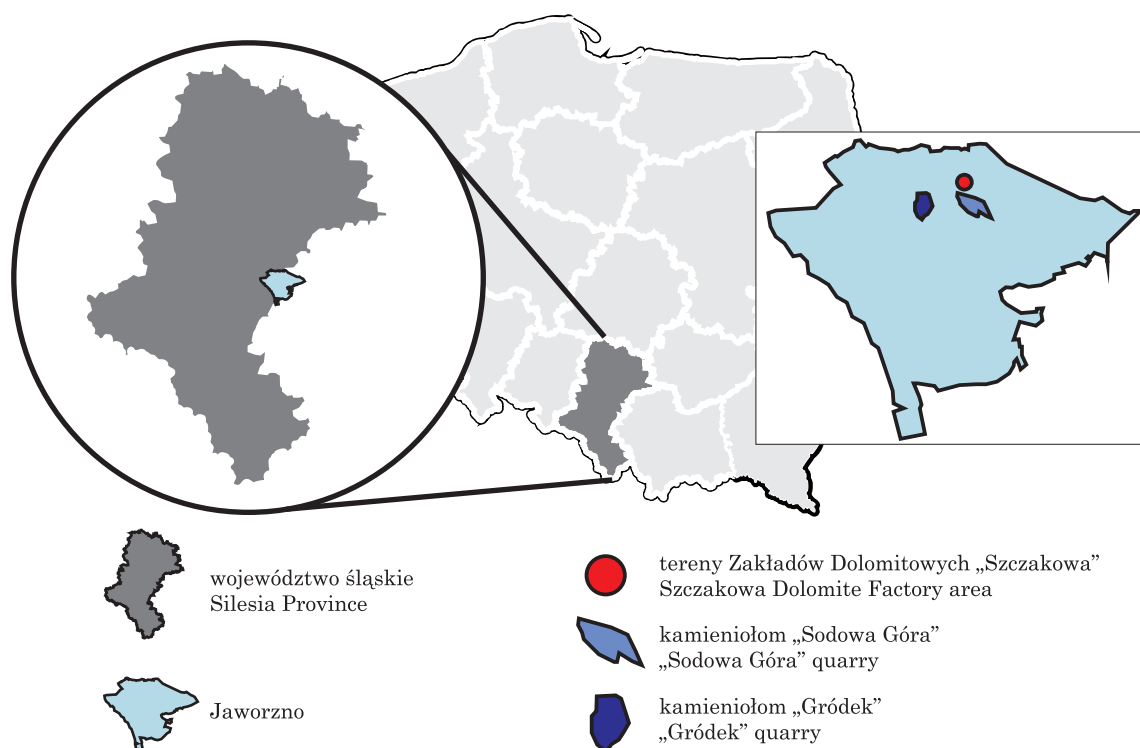 województwo śląskie
Silesia Province
Jaworzno
tereny Zakładów Dolomitowych „Szczakowa”
Szczakowa Dolomite Factory area
kamieniołom „Sodowa Góra”
„Sodowa Góra” quarry
kamieniołom „Gródek”
„Gródek” quarry